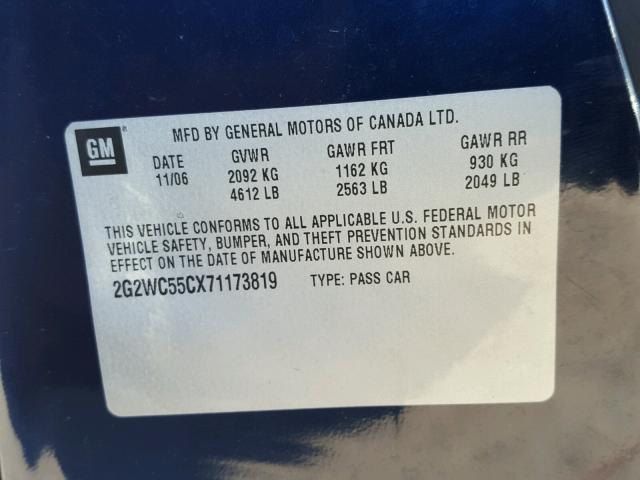 GM
MFD BY GENERAL MOTORS OF CANADA LTD.
DATE GVWR GAWR FRT GAWR RR
11/06 2092 KG 1162 KG 930 KG
4612 LB 2563 LB 2049 LB
THIS VEHICLE CONFORMS TO ALL APPLICABLE U.S. FEDERAL MOTOR
VEHICLE SAFETY, BUMPER, AND THEFT PREVENTION STANDARDS IN
EFFECT ON THE DATE OF MANUFACTURE SHOWN ABOVE.
2G2WC55CX71173819 TYPE: PASS CAR